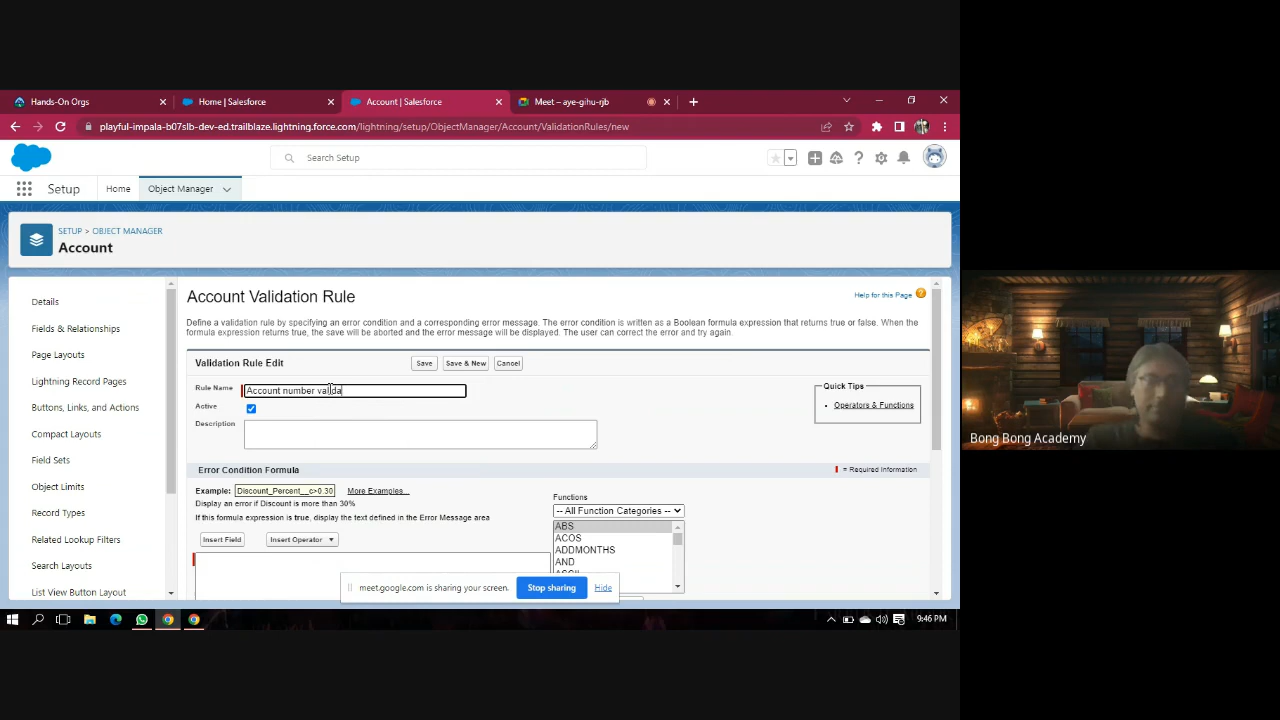 Hands-On Orgs
Home | Salesforce
Account | Salesforce
Meet – aye-gihu-rjb
playful-impala-b07slb-dev-ed.trailblaze.lightning.force.com/lightning/setup/ObjectManager/Account/ValidationRules/new
Search Setup
Setup
Home
Object Manager
SETUP > OBJECT MANAGER
Account
Details
Fields & Relationships
Page Layouts
Lightning Record Pages
Buttons, Links, and Actions
Compact Layouts
Field Sets
Object Limits
Record Types
Related Lookup Filters
Search Layouts
List View Button Layout
Account Validation Rule
Help for this Page
Define a validation rule by specifying an error condition and a corresponding error message. The error condition is written as a Boolean formula expression that returns true or false. When the
formula expression returns true, the save will be aborted and the error message will be displayed. The user can correct the error and try again.
Validation Rule Edit
Save
Save & New
Cancel
Rule Name
Account number valida
Active
Description
Quick Tips
• Operators & Functions
Error Condition Formula
= Required Information
Example:
Discount_Percent__c>0.30
More Examples...
Display an error if Discount is more than 30%
If this formula expression is true, display the text defined in the Error Message area
Insert Field
Insert Operator
Functions
-- All Function Categories --
ABS
ACOS
ADDMONTHS
AND
meet.google.com is sharing your screen.
Stop sharing
Hide
9:46 PM
Bong Bong Academy